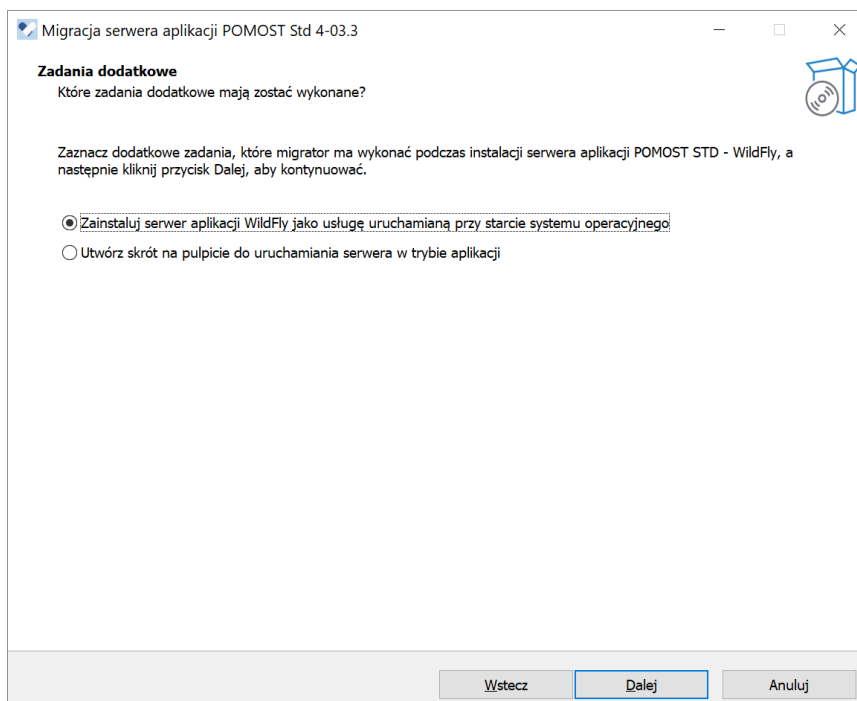 Migracja serwera aplikacji POMOST Std 4-03.3
Zadania dodatkowe
Które zadania dodatkowe mają zostać wykonane?
Zaznacz dodatkowe zadania, które migrator ma wykonać podczas instalacji serwera aplikacji POMOST STD - WildFly, a
następnie kliknij przycisk Dalej, aby kontynuować.
Zainstaluj serwer aplikacji WildFly jako usługę uruchamianą przy starcie systemu operacyjnego
Utwórz skrót na pulpicie do uruchamiania serwera w trybie aplikacji
Wstecz
Dalej
Anuluj